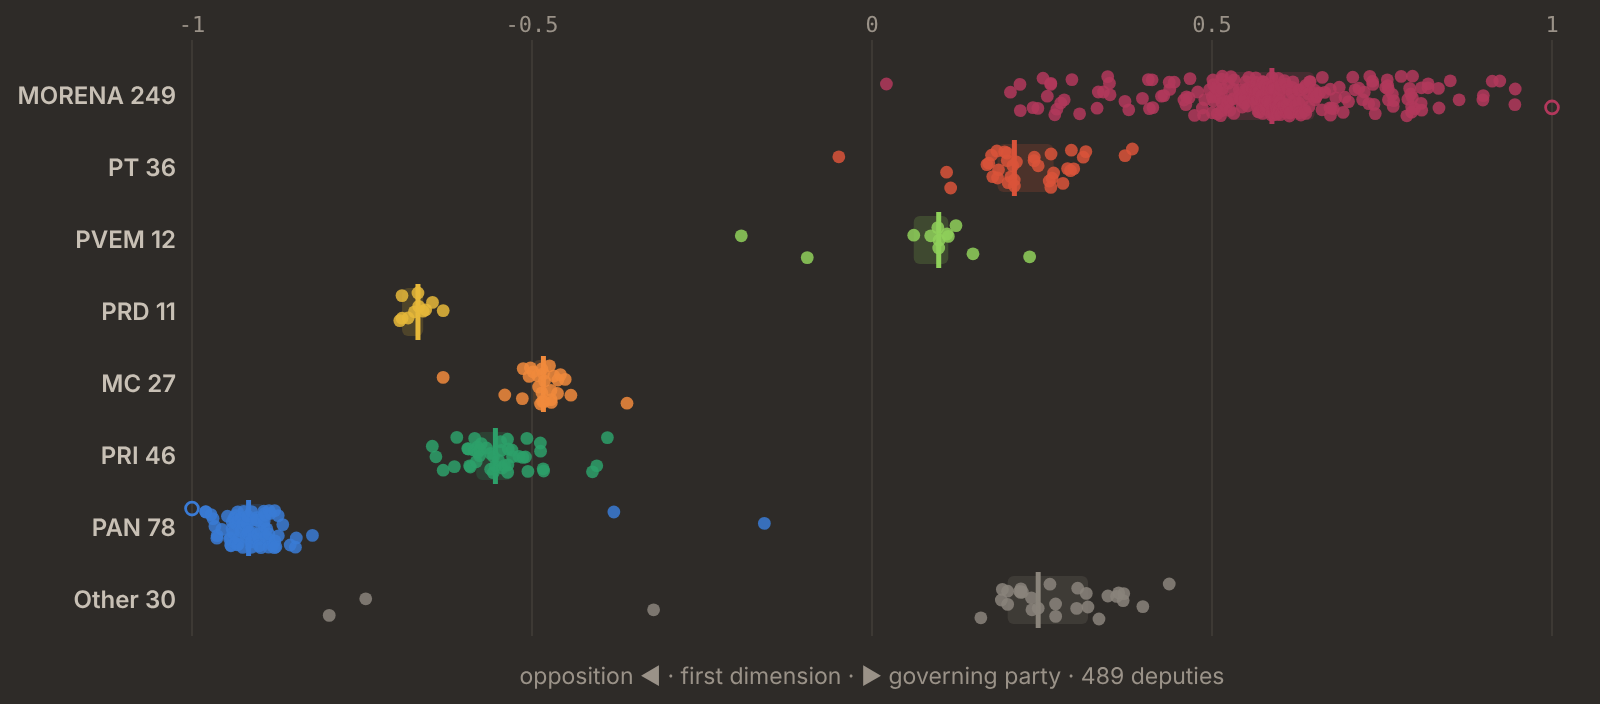 -1 -0.5 0 0.5 1
MORENA 249
PT 36
PVEM 12
PRD 11
MC 27
PRI 46
PAN 78
Other 30
opposition ◀ · first dimension · ▶ governing party · 489 deputies